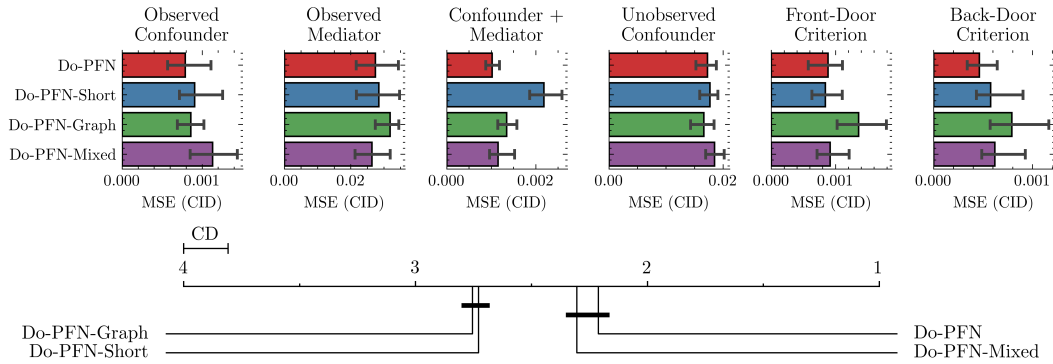 Observed
Confounder
Observed
Mediator
Confounder +
Mediator
Unobserved
Confounder
Front-Door
Criterion
Back-Door
Criterion
Do-PFN
Do-PFN-Short
Do-PFN-Graph
Do-PFN-Mixed
0.000 0.001
0.00 0.02
0.000 0.002
0.00 0.02
0.000 0.001
0.000 0.001
MSE (CID) MSE (CID) MSE (CID) MSE (CID) MSE (CID) MSE (CID)
CD
4 3 2 1
Do-PFN-Graph Do-PFN
Do-PFN-Short Do-PFN-Mixed